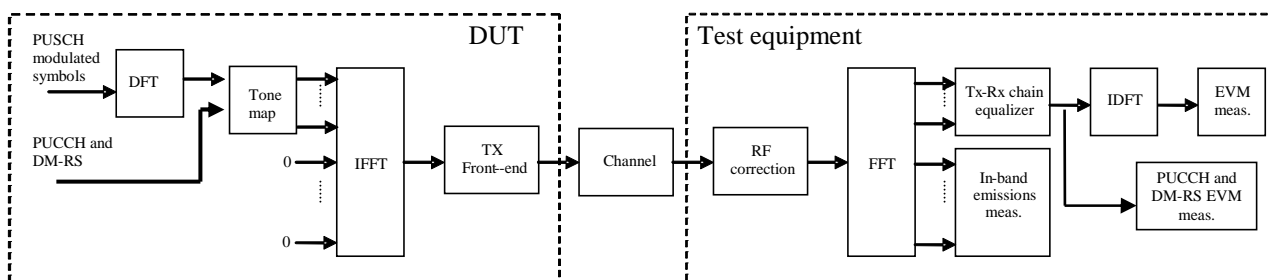 DUT
Test equipment
PUSCH
modulated
symbols
DFT
Tone
map
PUCCH and
DM-RS
0
0
IFFT
TX
Front--end
Channel
RF
correction
FFT
Tx-Rx chain
equalizer
IDFT
EVM
meas.
In-band
emissions
meas.
PUCCH and
DM-RS EVM
meas.